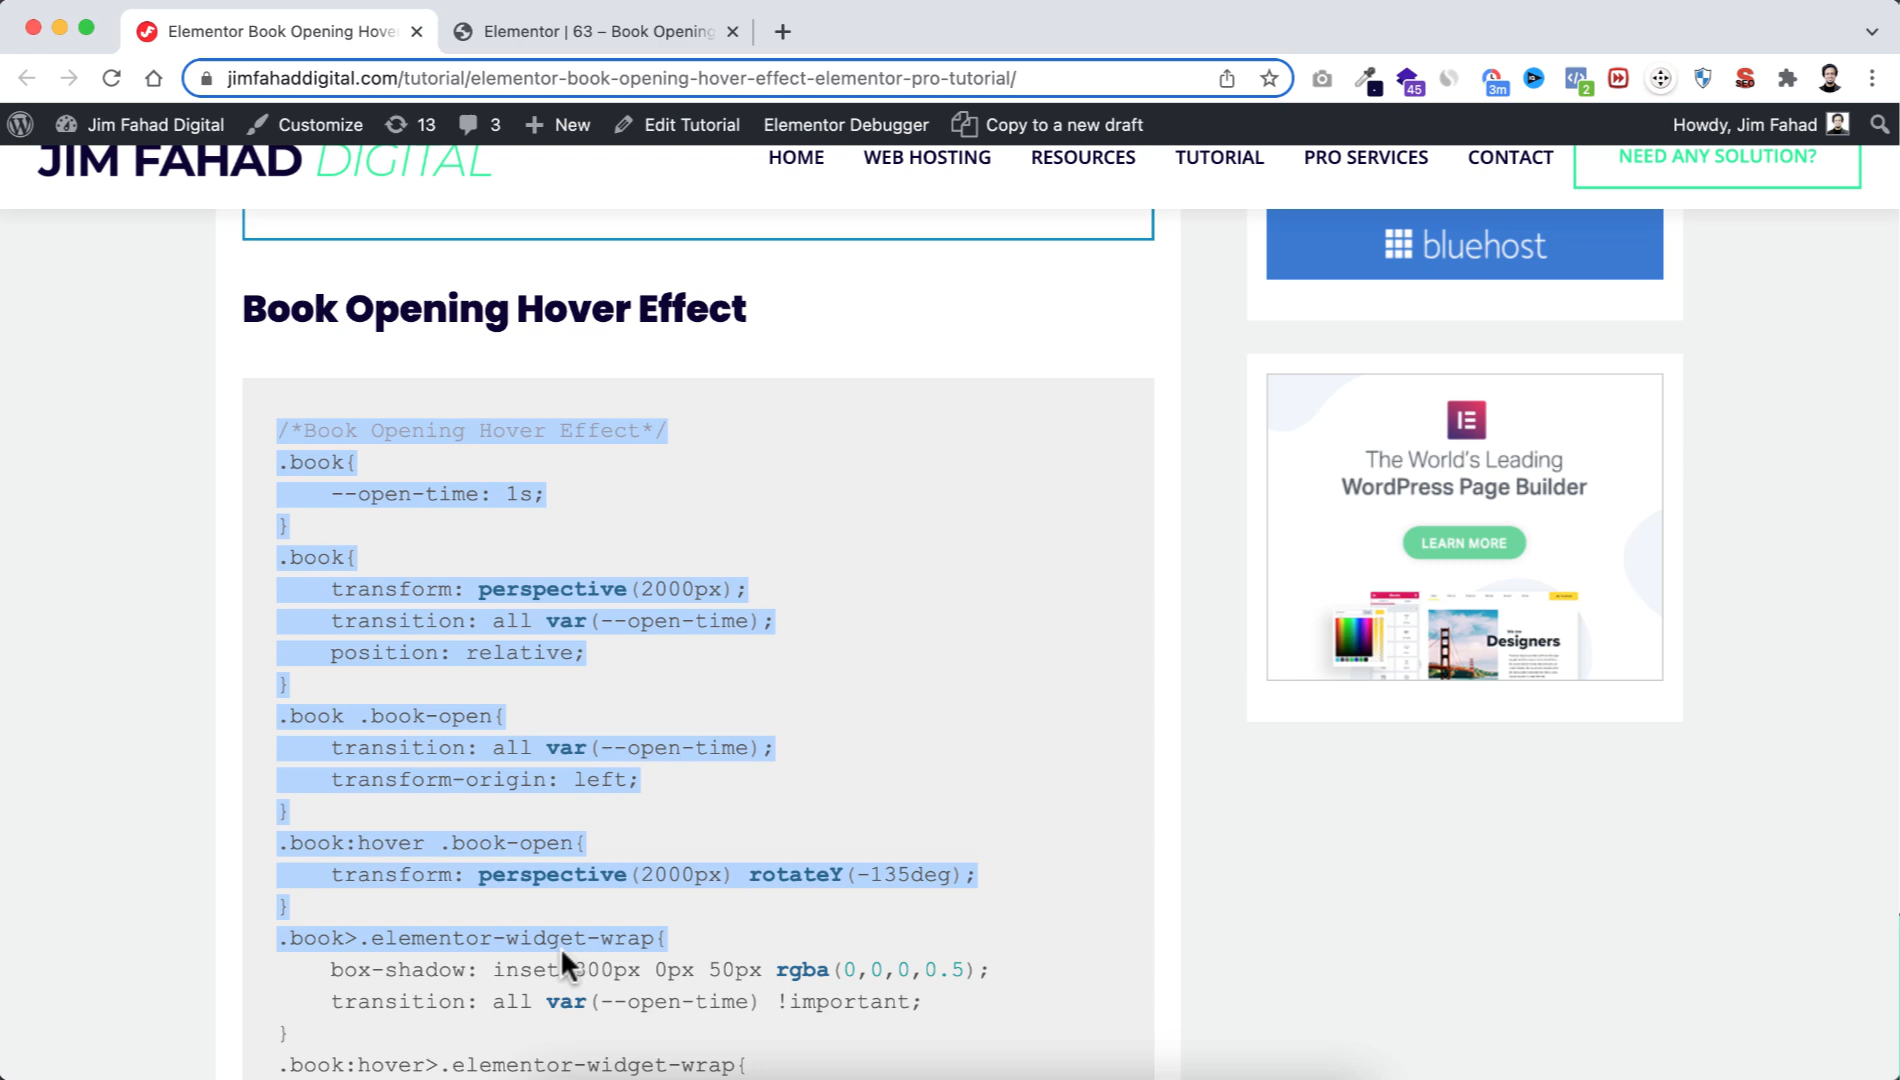 Elementor Book Opening Hove
Elementor | 63 – Book Opening
jimfahaddigital.com/tutorial/elementor-book-opening-hover-effect-elementor-pro-tutorial/
45
3m
2
SEO
Jim Fahad Digital
Customize
13
3
New
Edit Tutorial
Elementor Debugger
Copy to a new draft
Howdy, Jim Fahad
JIM FAHAD DIGITAL
HOME
WEB HOSTING
RESOURCES
TUTORIAL
PRO SERVICES
CONTACT
NEED ANY SOLUTION?
bluehost
Book Opening Hover Effect
/*Book Opening Hover Effect*/
.book{
--open-time: 1s;
}
.book{
transform: perspective(2000px);
transition: all var(--open-time);
position: relative;
}
.book .book-open{
transition: all var(--open-time);
transform-origin: left;
}
.book:hover .book-open{
transform: perspective(2000px) rotateY(-135deg);
}
.book>.elementor-widget-wrap{
box-shadow: inset 300px 0px 50px rgba(0,0,0,0.5);
transition: all var(--open-time) !important;
}
.book:hover>.elementor-widget-wrap{
The World's Leading
WordPress Page Builder
LEARN MORE
Designers